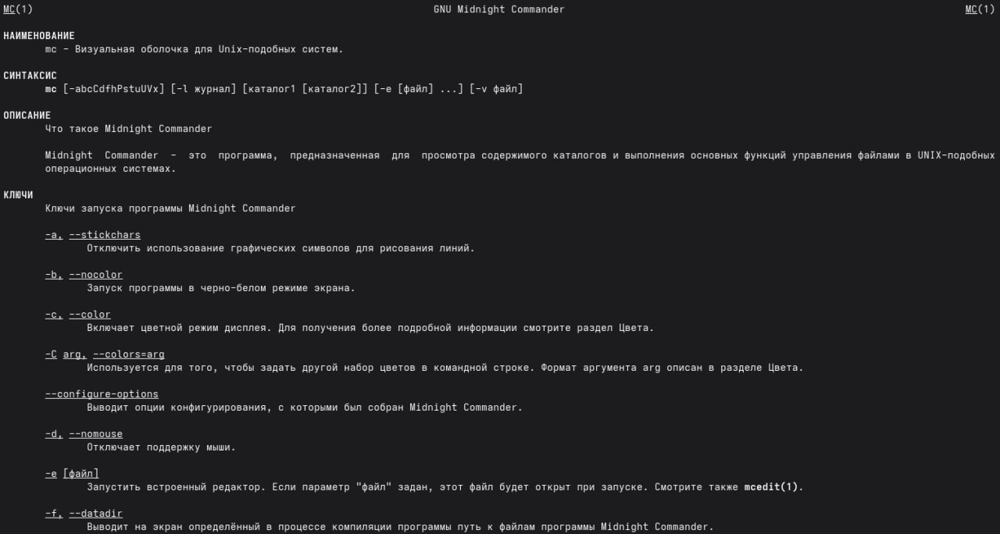 MC(1) GNU Midnight Commander MC(1)
НАИМЕНОВАНИЕ
mc - Визуальная оболочка для Unix-подобных систем.
СИНТАКСИС
mc [-abcCdfhPstuUVx] [-l журнал] [каталог1 [каталог2]] [-e [файл] ...] [-v файл]
ОПИСАНИЕ
Что такое Midnight Commander
Midnight Commander - это программа, предназначенная для просмотра содержимого каталогов и выполнения основных функций управления файлами в UNIX-подобных
операционных системах.
КЛЮЧИ
Ключи запуска программы Midnight Commander
-a, --stickchars
Отключить использование графических символов для рисования линий.
-b, --nocolor
Запуск программы в черно-белом режиме экрана.
-c, --color
Включает цветной режим дисплея. Для получения более подробной информации смотрите раздел Цвета.
-C arg, --colors=arg
Используется для того, чтобы задать другой набор цветов в командной строке. Формат аргумента arg описан в разделе Цвета.
--configure-options
Выводит опции конфигурирования, с которыми был собран Midnight Commander.
-d, --nomouse
Отключает поддержку мыши.
-e [файл]
Запустить встроенный редактор. Если параметр "файл" задан, этот файл будет открыт при запуске. Смотрите также mcedit(1).
-f, --datadir
Выводит на экран определённый в процессе компиляции программы путь к файлам программы Midnight Commander.